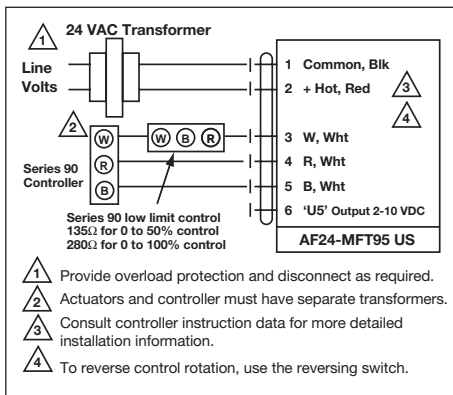 24 VAC Transformer
1
Line
Volts
1 Common, Blk
2 + Hot, Red
3
4
2
W
R
B
W B R
Series 90
Controller
3 W, Wht
4 R, Wht
5 B, Wht
6 'U5' Output 2-10 VDC
Series 90 low limit control
135Ω for 0 to 50% control
280Ω for 0 to 100% control
AF24-MFT95 US
1 Provide overload protection and disconnect as required.
2 Actuators and controller must have separate transformers.
3 Consult controller instruction data for more detailed
installation information.
4 To reverse control rotation, use the reversing switch.